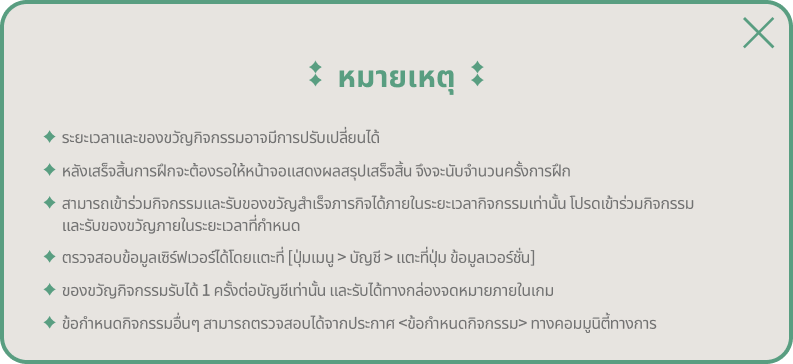 หมายเหตุ
ระยะเวลาและของขวัญกิจกรรมอาจมีการปรับเปลี่ยนได้
หลังเสร็จสิ้นการฝึกจะต้องรอให้หน้าจอแสดงผลสรุปเสร็จสิ้น จึงจะนับจำนวนครั้งการฝึก
สามารถเข้าร่วมกิจกรรมและรับของขวัญสำเร็จภารกิจได้ภายในระยะเวลากิจกรรมเท่านั้น โปรดเข้าร่วมกิจกรรม
และรับของขวัญภายในระยะเวลาที่กำหนด
ตรวจสอบข้อมูลเซิร์ฟเวอร์ได้โดยแตะที่ [ปุ่มเมนู > บัญชี > แตะที่ปุ่ม ข้อมูลเวอร์ชั่น]
ของขวัญกิจกรรมรับได้ 1 ครั้งต่อบัญชีเท่านั้น และรับได้ทางกล่องจดหมายภายในเกม
ข้อกำหนดกิจกรรมอื่นๆ สามารถตรวจสอบได้จากประกาศ <ข้อกำหนดกิจกรรม> ทางคอมมูนิตี้ทางการ